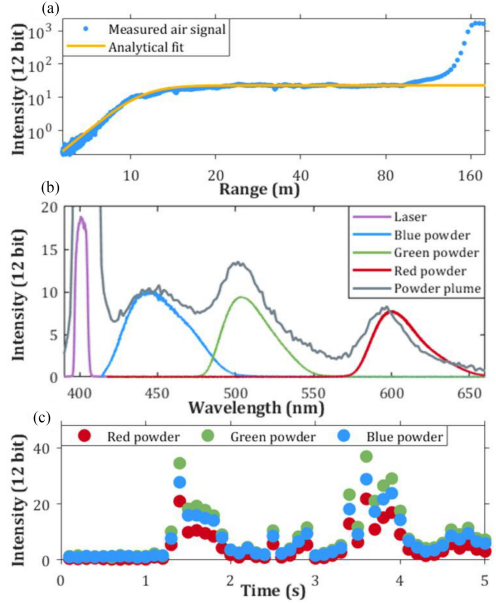 (a)
Intensity (12 bit)
10³
10²
10¹
10⁰
Measured air signal
Analytical fit
10
20
40
80
160
Range (m)
(b)
Intensity (12 bit)
20
15
10
5
0
Laser
Blue powder
Green powder
Red powder
Powder plume
400
450
500
550
600
650
Wavelength (nm)
(c)
Intensity (12 bit)
40
20
0
Red powder Green powder Blue powder
0 1 2 3 4 5
Time (s)